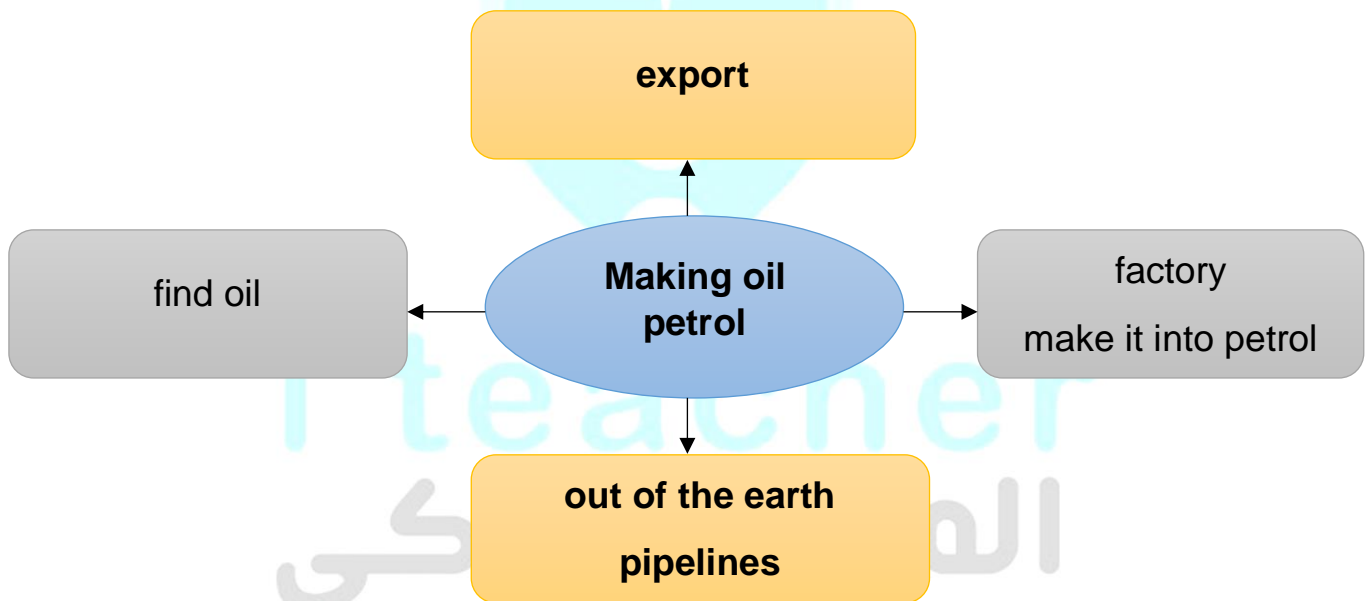 export
find oil
Making oil
petrol
factory
make it into petrol
out of the earth
pipelines
i teacher